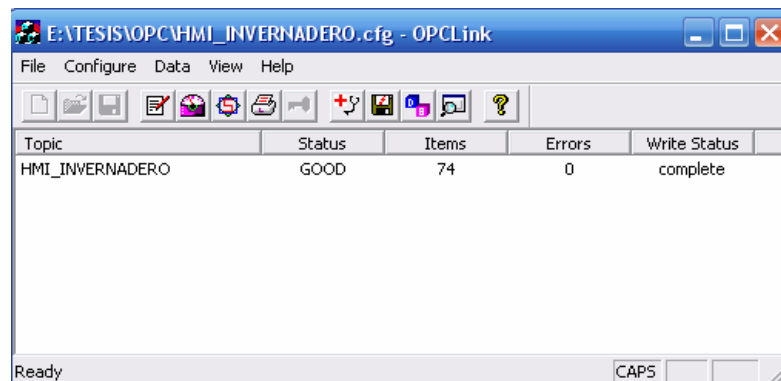 E:\TESIS\OPC\HMI_INVERNADERO.cfg - OPCLink
File Configure Data View Help
Topic Status Items Errors Write Status
HMI_INVERNADERO GOOD 74 0 complete
Ready CAPS